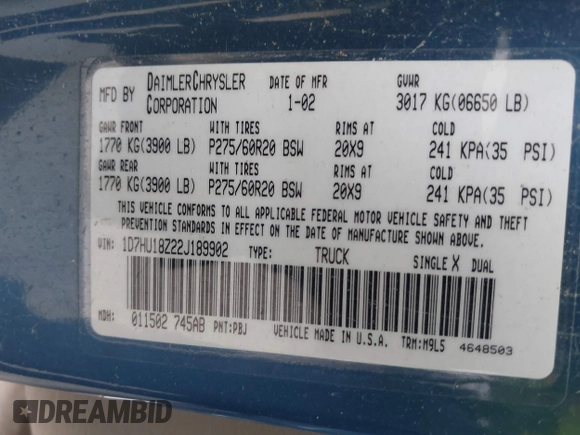 MFD BY DAIMLERCHRYSLER CORPORATION DATE OF MFR 1-02 GVWR 3017 KG(06650 LB)
GAWR FRONT WITH TIRES RIMS AT COLD
1770 KG(3900 LB) P275/60R20 BSW 20X9 241 KPA(35 PSI)
GAWR REAR WITH TIRES RIMS AT COLD
1770 KG(3900 LB) P275/60R20 BSW 20X9 241 KPA(35 PSI)
THIS VEHICLE CONFORMS TO ALL APPLICABLE FEDERAL MOTOR VEHICLE SAFETY AND THEFT
PREVENTION STANDARDS IN EFFECT ON THE DATE OF MANUFACTURE SHOWN ABOVE.
VIN: 1D7HU18Z22J189902 TYPE: TRUCK SINGLE X DUAL
MDH: 011502 745AB PNT:PBJ VEHICLE MADE IN U.S.A. TRM:M9L5 4648503
DREAMBID